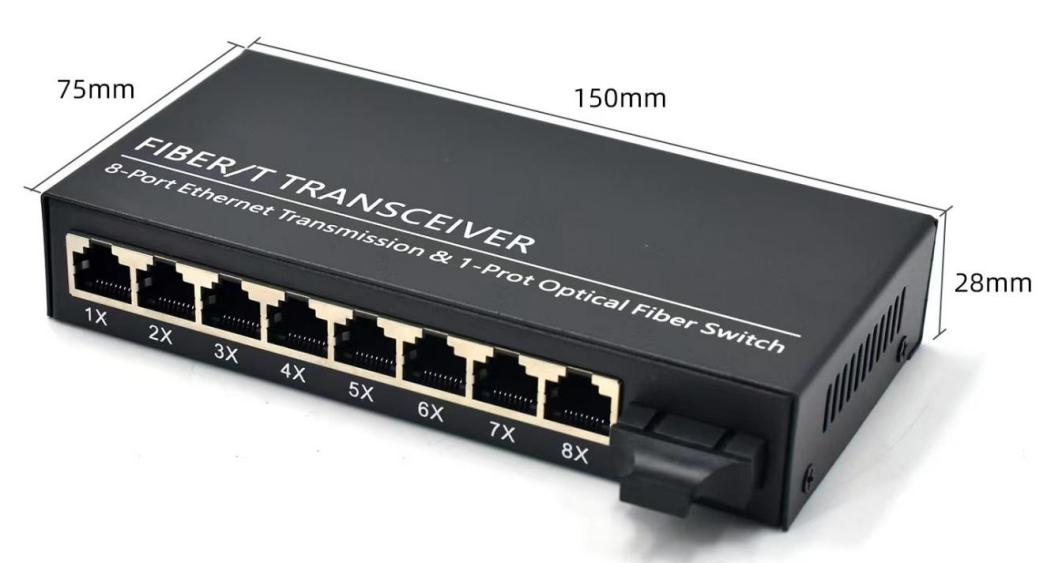 75mm
150mm
28mm
FIBER/T TRANSCEIVER
8-Port Ethernet Transmission & 1-Prot Optical Fiber Switch
1X
2X
3X
4X
5X
6X
7X
8X